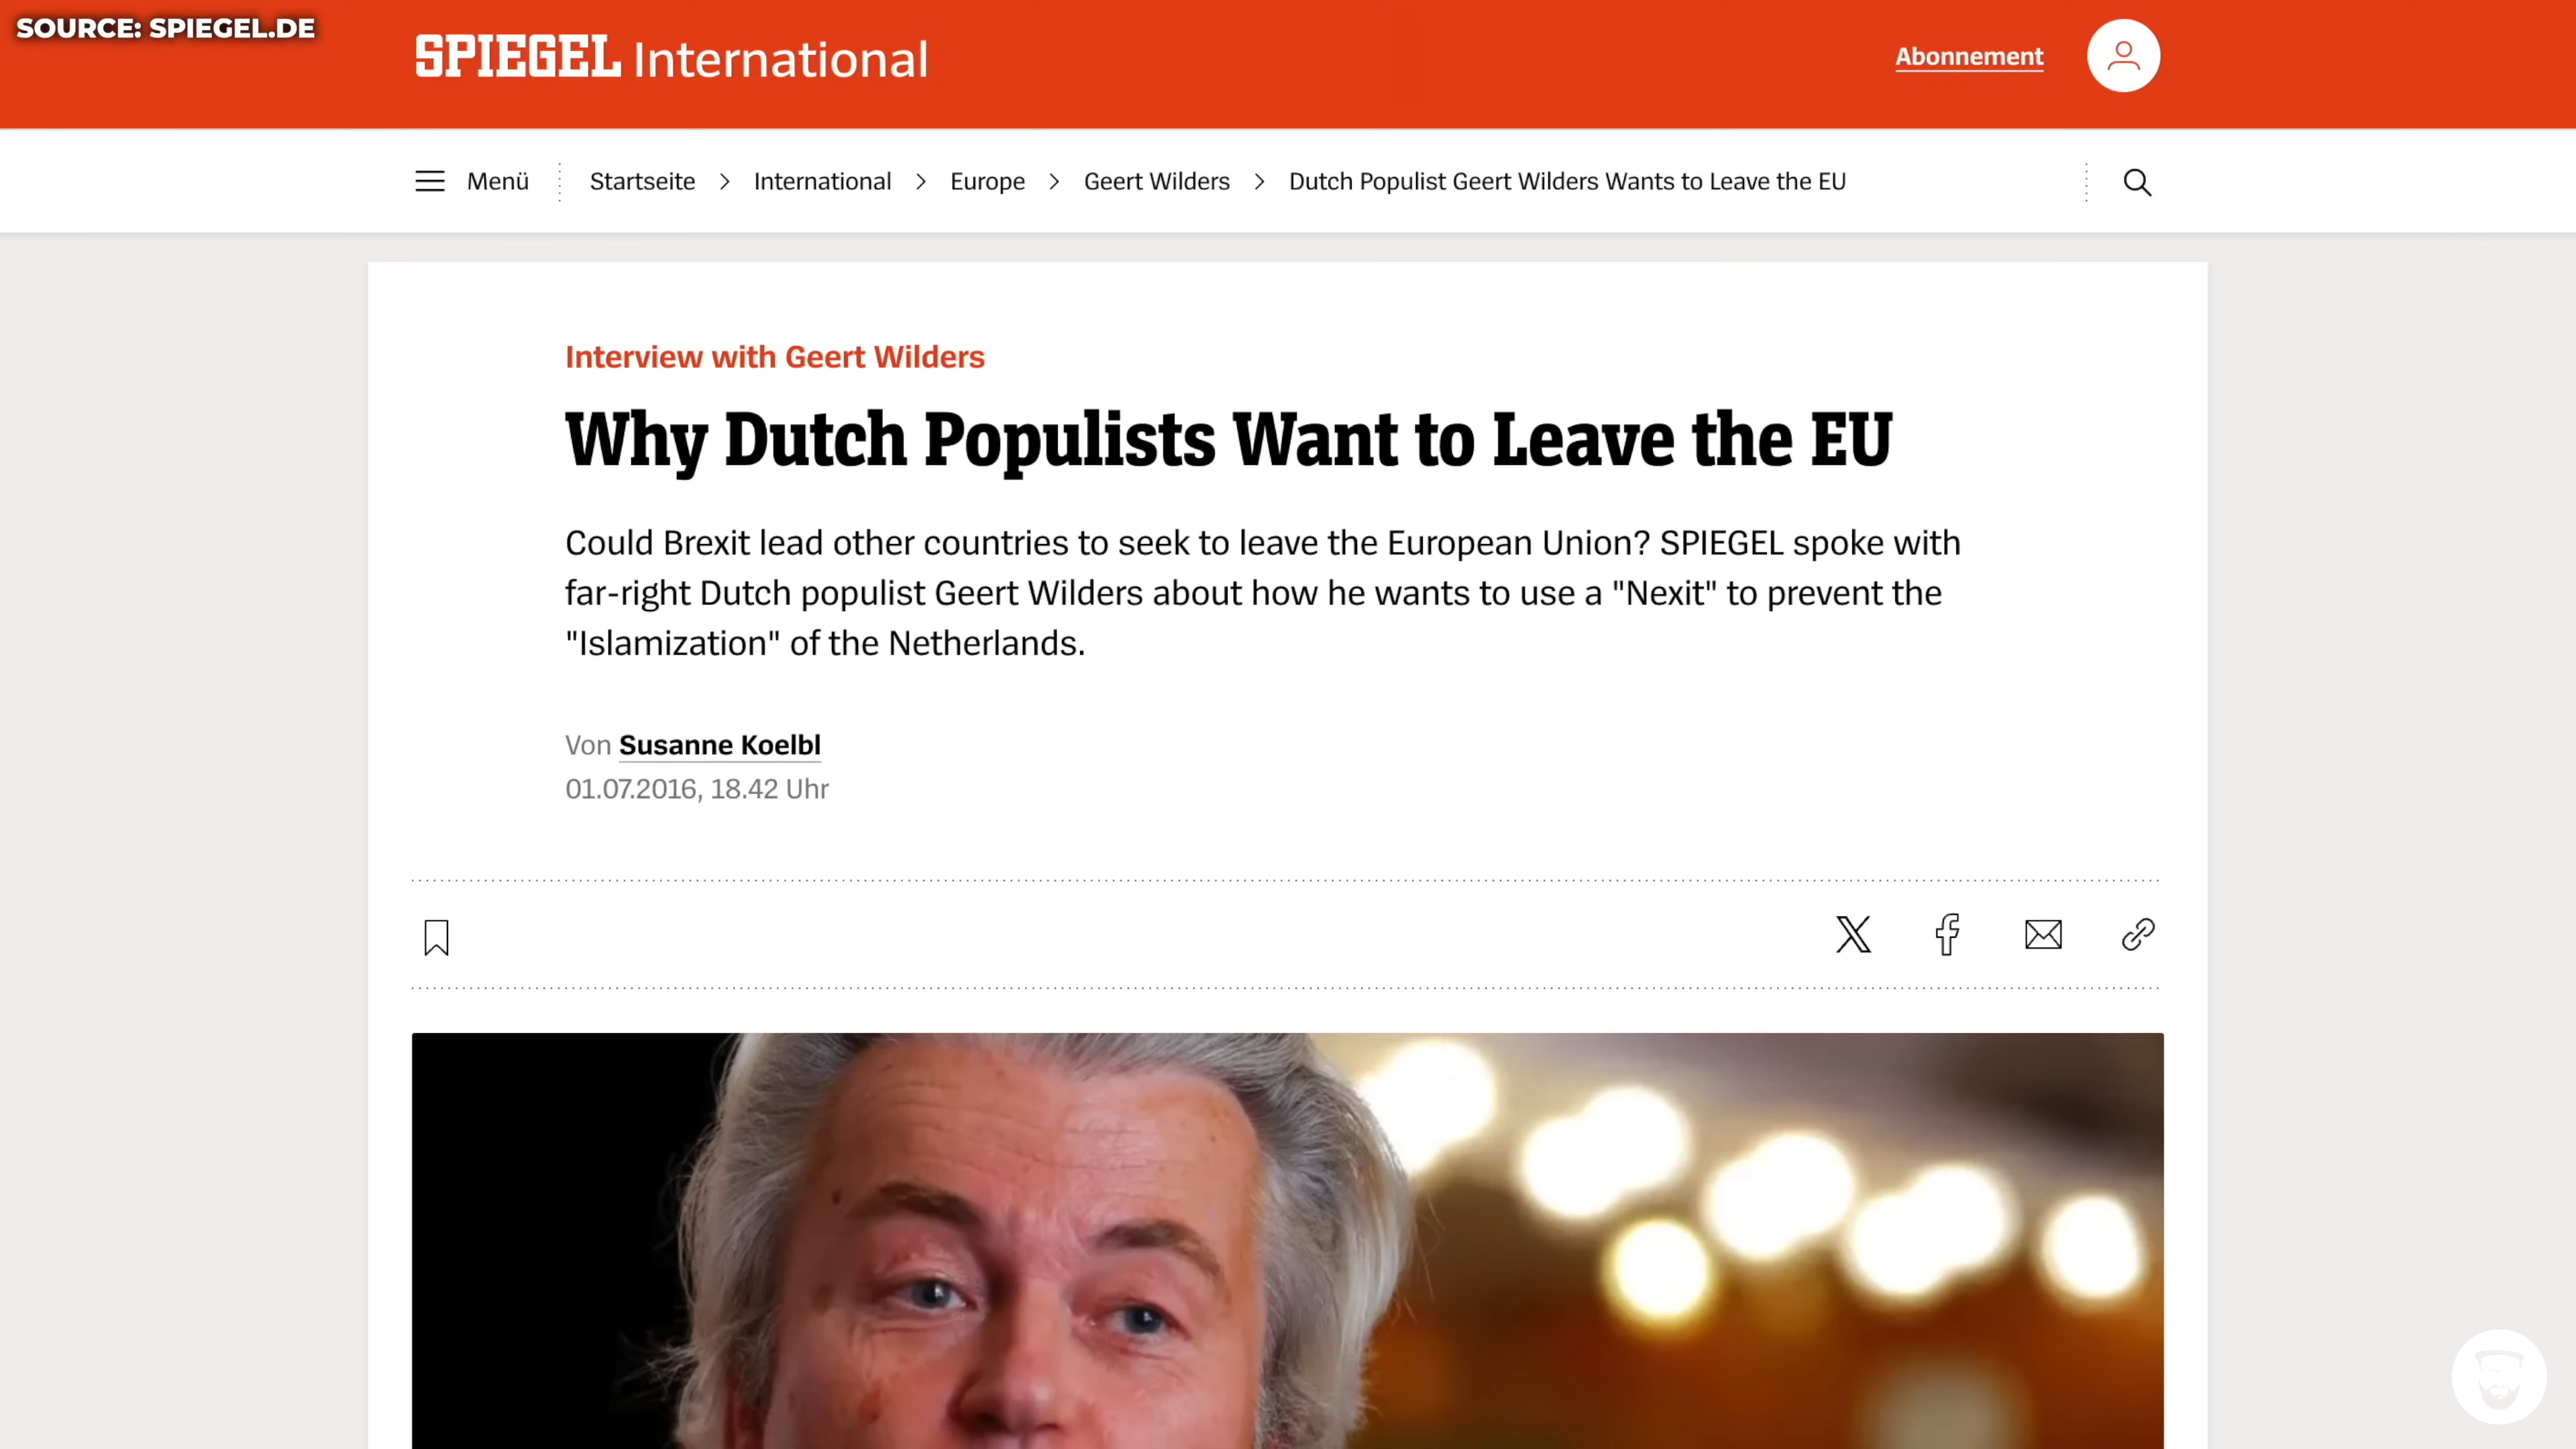 SOURCE: SPIEGEL.DE
SPIEGEL International
Abonnement
Menü
Startseite > International > Europe > Geert Wilders > Dutch Populist Geert Wilders Wants to Leave the EU
Interview with Geert Wilders
Why Dutch Populists Want to Leave the EU
Could Brexit lead other countries to seek to leave the European Union? SPIEGEL spoke with
far-right Dutch populist Geert Wilders about how he wants to use a "Nexit" to prevent the
"Islamization" of the Netherlands.
Von Susanne Koelbl
01.07.2016, 18.42 Uhr